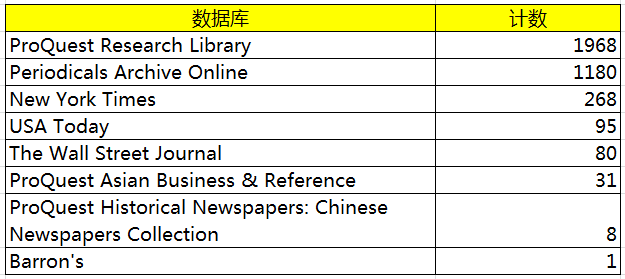 数据库 计数
ProQuest Research Library 1968
Periodicals Archive Online 1180
New York Times 268
USA Today 95
The Wall Street Journal 80
ProQuest Asian Business & Reference 31
ProQuest Historical Newspapers: Chinese
Newspapers Collection 8
Barron's 1